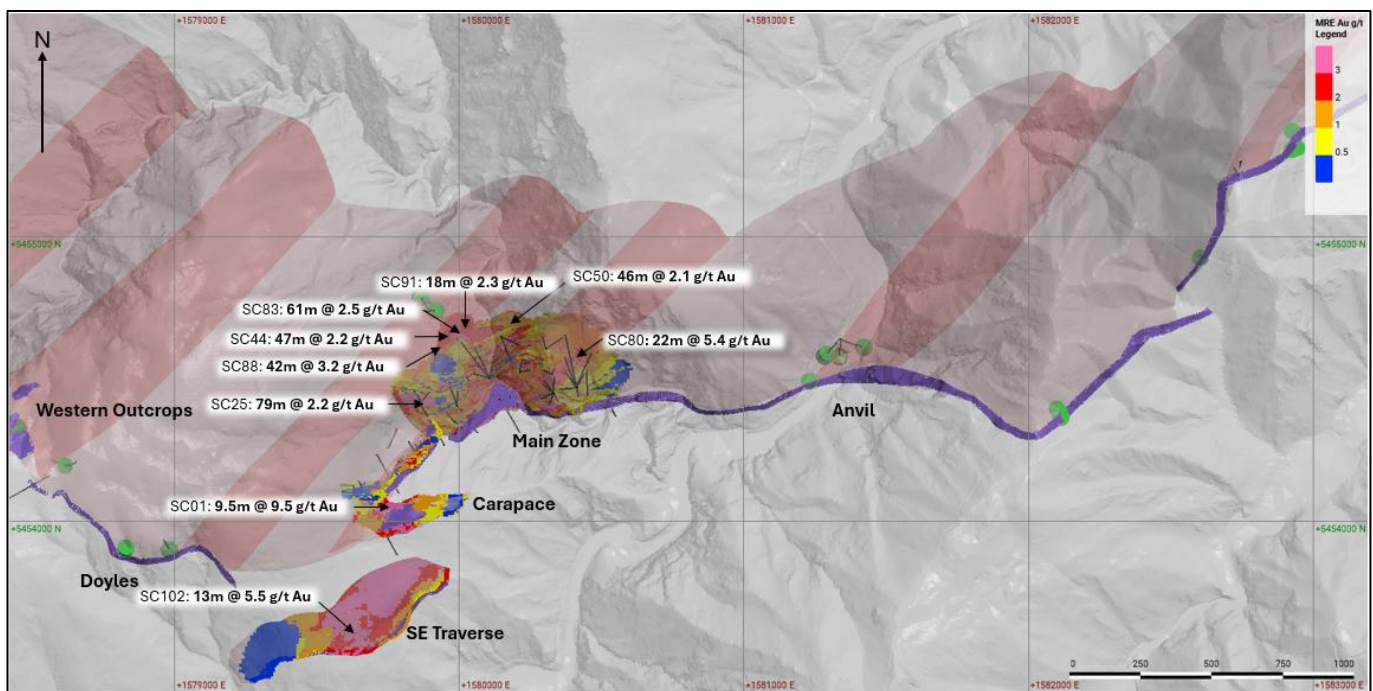 +1579000 E
+1580000 E
+1581000 E
+1582000 E
MRE Au g/t
Legend
3
2
1
0.5
N
+5455000 N
+5455000 N
SC91: 18m @ 2.3 g/t Au
SC50: 46m @ 2.1 g/t Au
SC83: 61m @ 2.5 g/t Au
SC44: 47m @ 2.2 g/t Au
SC80: 22m @ 5.4 g/t Au
SC88: 42m @ 3.2 g/t Au
SC25: 79m @ 2.2 g/t Au
Western Outcrops
Main Zone
Anvil
SC01: 9.5m @ 9.5 g/t Au
Carapace
+5454000 N
+5454000 N
Doyles
SC102: 13m @ 5.5 g/t Au
SE Traverse
0
250
500
750
1000
+1579000 E
+1580000 E
+1581000 E
+1582000 E
+1583000 E